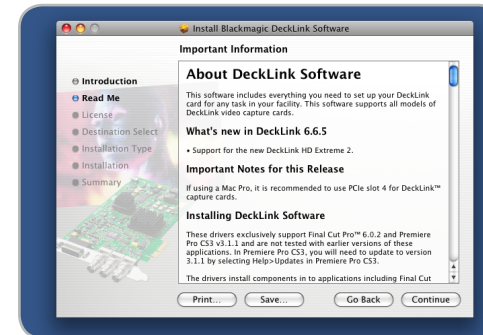 Install Blackmagic DeckLink Software
Important Information
Introduction
Read Me
License
Destination Select
Installation Type
Installation
Summary
About DeckLink Software
This software includes everything you need to set up your DeckLink
card for any task in your facility. This software supports all models of
DeckLink video capture cards.
What's new in DeckLink 6.6.5
• Support for the new DeckLink HD Extreme 2.
Important Notes for this Release
If using a Mac Pro, it is recommended to use PCIe slot 4 for DeckLink™
capture cards.
Installing DeckLink Software
These drivers exclusively support Final Cut Pro™ 6.0.2 and Premiere
Pro CS3 v3.1.1 and are not tested with earlier versions of these
applications. In Premiere Pro CS3, you will need to update to version
3.1.1 by selecting Help>Updates in Premiere Pro CS3.
The drivers install components in to applications including Final Cut
Print...
Save...
Go Back
Continue